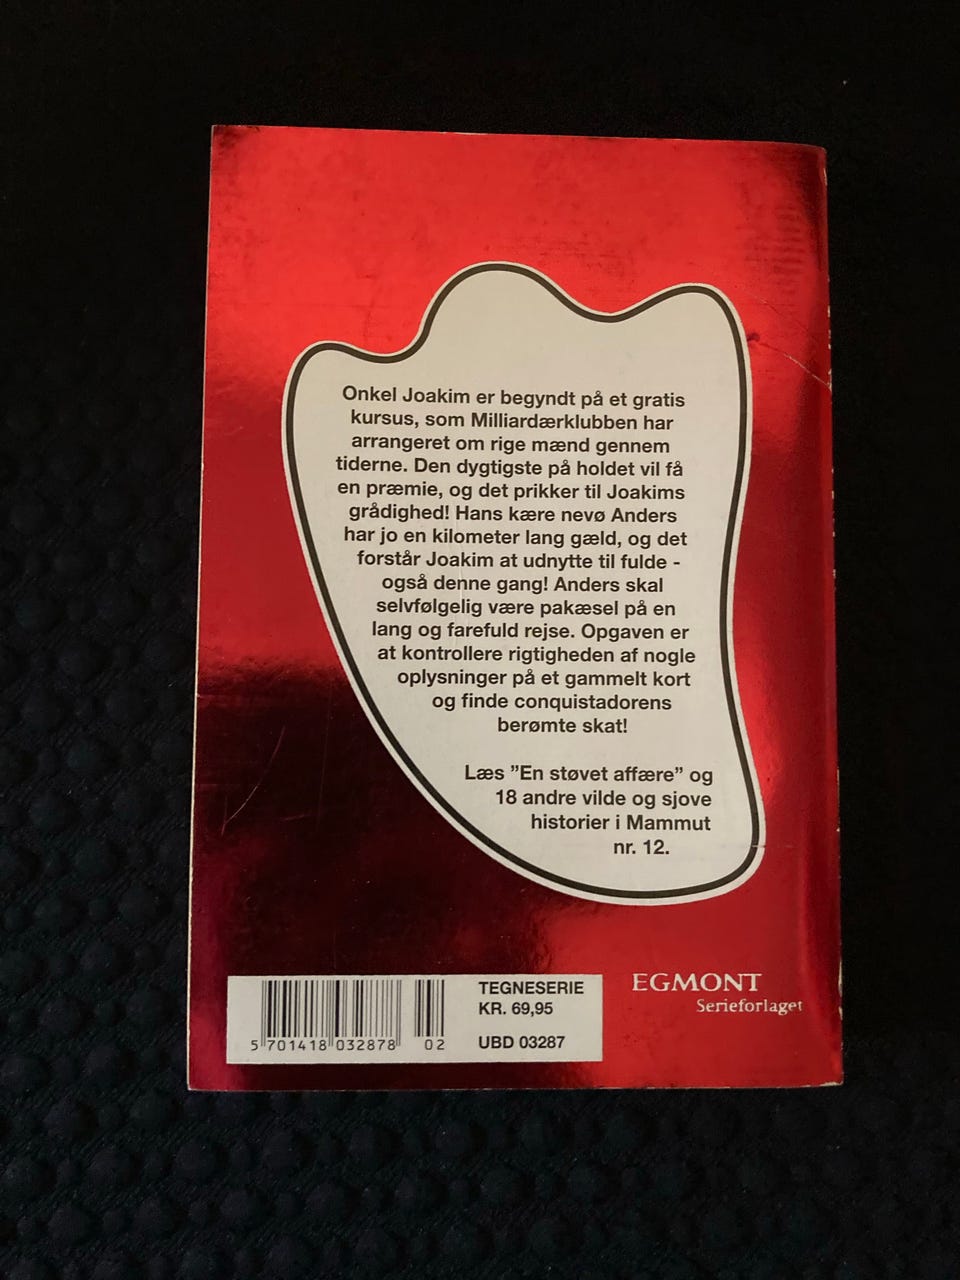 Onkel Joakim er begyndt på et gratis
kursus, som Milliardærklubben har
arrangeret om rige mænd gennem
tiderne. Den dygtigste på holdet vil få
en præmie, og det prikker til Joakims
grådighed! Hans kære nevø Anders
har jo en kilometer lang gæld, og det
forstår Joakim at udnytte til fulde -
også denne gang! Anders skal
selvfølgelig være pakæsel på en
lang og farefuld rejse. Opgaven er
at kontrollere rigtigheden af nogle
oplysninger på et gammelt kort
og finde conquistadorens
berømte skat!
Læs ”En støvet affære” og
18 andre vilde og sjove
historier i Mammut
nr. 12.
TEGNESERIE
KR. 69,95
UBD 03287
5 701418 032878 02
EGMONT
Serieforlaget